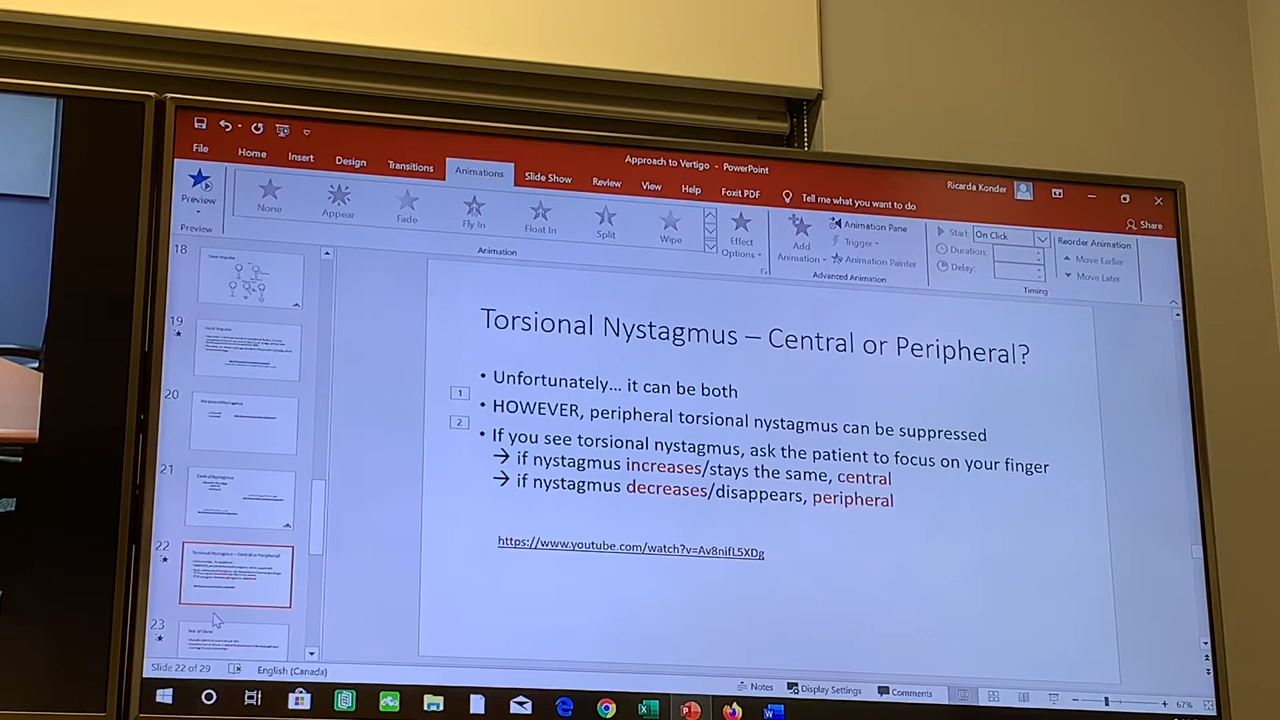 Approach to Vertigo - PowerPoint
Ricarda Konder
File
Home
Insert
Design
Transitions
Animations
Slide Show
Review
View
Help
Foxit PDF
Tell me what you want to do
Share
Preview
None
Appear
Fade
Fly In
Float In
Split
Wipe
Effect
Options
Add
Animation
Animation Pane
Trigger
Animation Painter
Start:
On Click
Duration:
Delay:
Reorder Animation
Move Earlier
Move Later
Preview
Animation
Advanced Animation
Timing
18
19
20
21
22
23
Torsional Nystagmus – Central or Peripheral?
• Unfortunately… it can be both
1
• HOWEVER, peripheral torsional nystagmus can be suppressed
2
• If you see torsional nystagmus, ask the patient to focus on your finger
→ if nystagmus increases/stays the same, central
→ if nystagmus decreases/disappears, peripheral
https://www.youtube.com/watch?v=Av8nifL5XDg
Slide 22 of 29
English (Canada)
Notes
Display Settings
Comments
67%